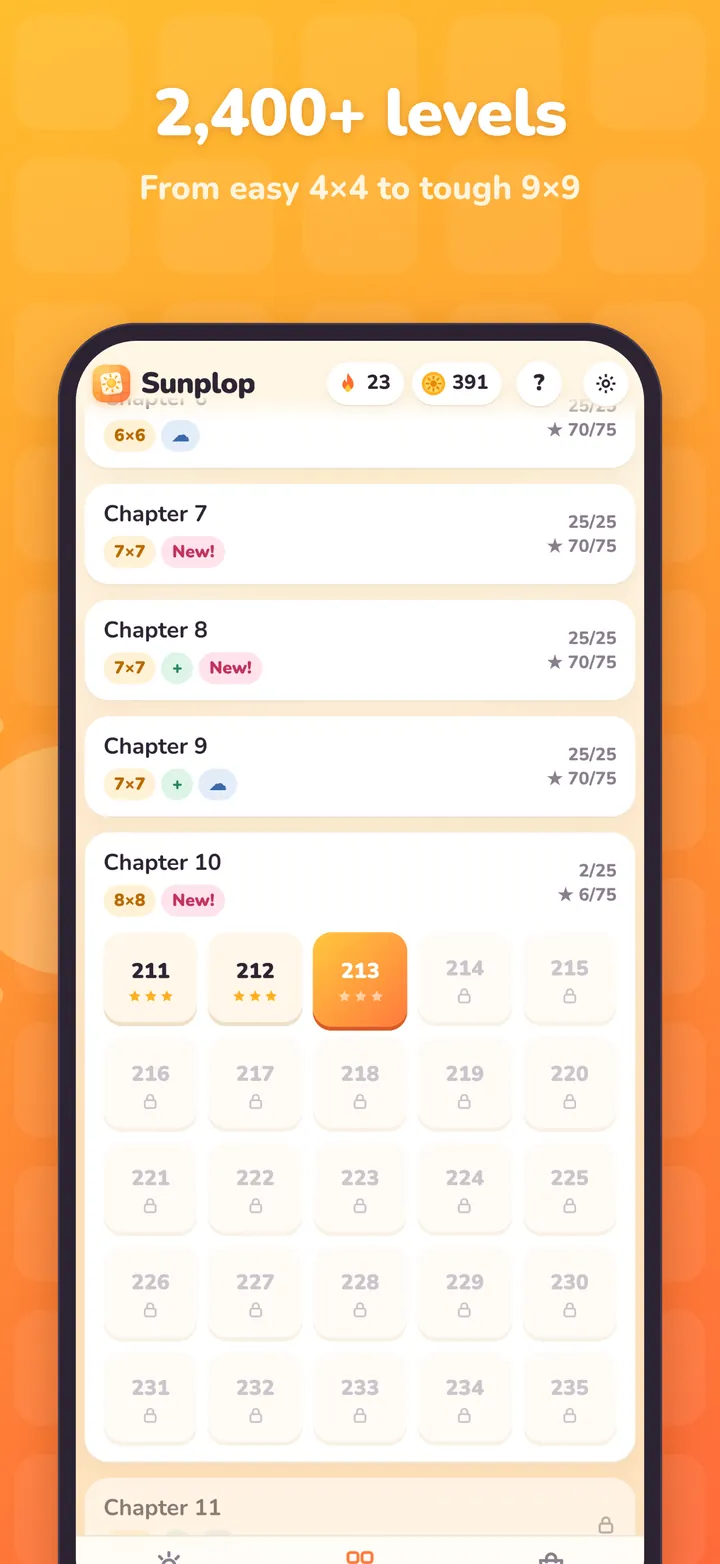 2,400+ levels
From easy 4×4 to tough 9×9
Sunplop
23
391
?
25/25
6×6
★ 70/75
Chapter 7
25/25
7×7 New!
★ 70/75
Chapter 8
25/25
7×7 + New!
★ 70/75
Chapter 9
25/25
7×7 +
★ 70/75
Chapter 10
2/25
8×8 New!
★ 6/75
211 212 213 214 215
216 217 218 219 220
221 222 223 224 225
226 227 228 229 230
231 232 233 234 235
Chapter 11